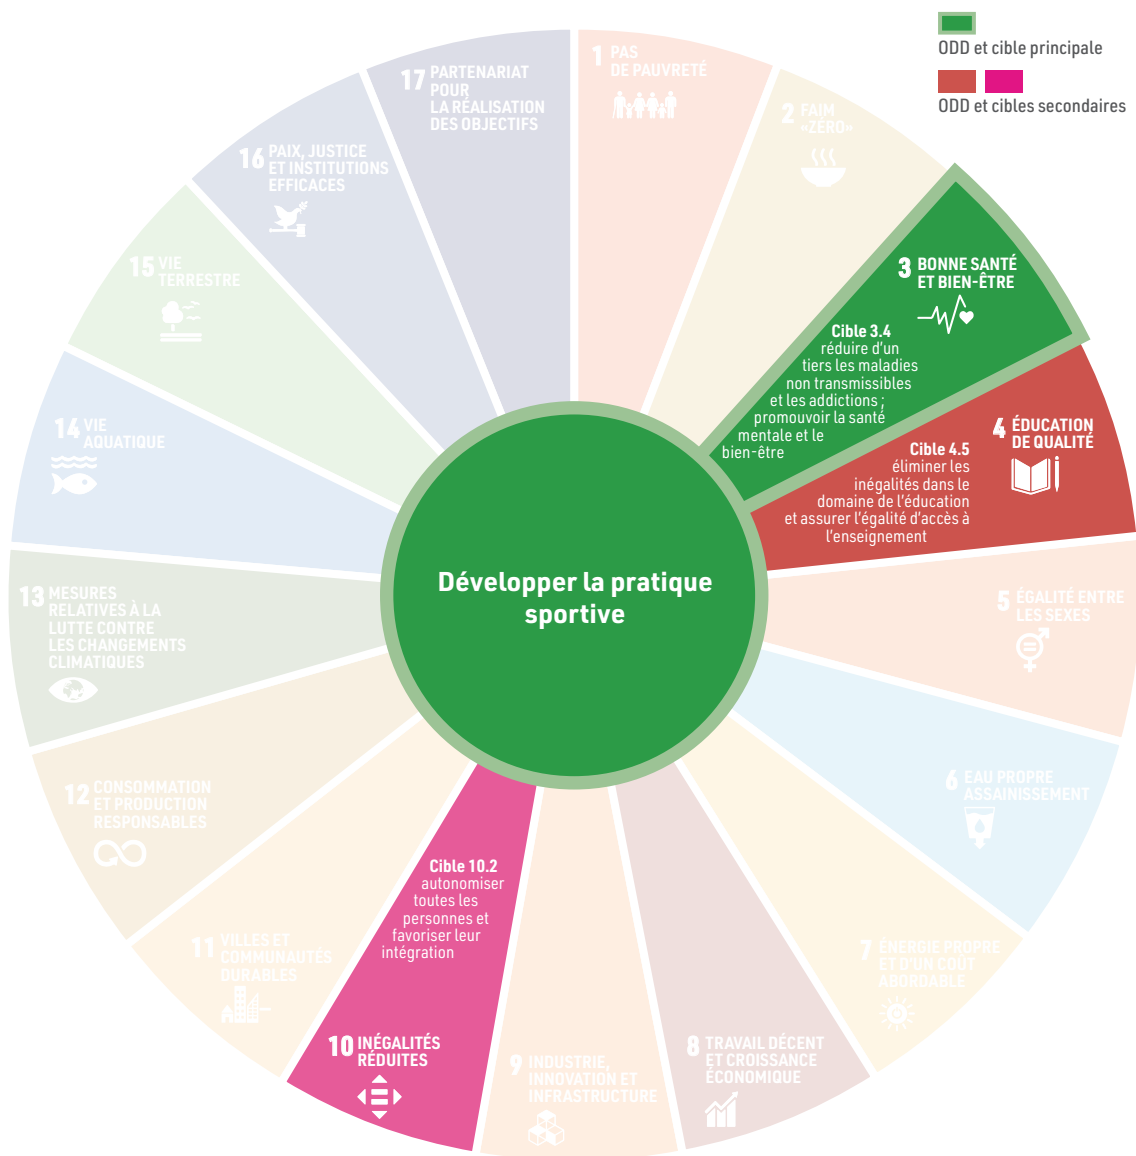 ODD et cible principale
ODD et cibles secondaires
1 PAS
DE PAUVRETÉ
2 FAIM
«ZÉRO»
3 BONNE SANTÉ
ET BIEN-ÊTRE
Cible 3.4
réduire d'un
tiers les maladies
non transmissibles
et les addictions ;
promouvoir la santé
mentale et le
bien-être
4 ÉDUCATION
DE QUALITÉ
Cible 4.5
éliminer les
inégalités dans le
domaine de l'éducation
et assurer l'égalité d'accès à
l'enseignement
5 ÉGALITÉ ENTRE
LES SEXES
6 EAU PROPRE
ASSAINISSEMENT
7 ÉNERGIE PROPRE
ET D'UN COÛT
ABORDABLE
8 TRAVAIL DÉCENT
ET CROISSANCE
ÉCONOMIQUE
9 INDUSTRIE,
INNOVATION ET
INFRASTRUCTURE
Cible 10.2
autonomiser
toutes les
personnes et
favoriser leur
intégration
10 INÉGALITÉS
RÉDUITES
11 VILLES ET
COMMUNAUTÉS
DURABLES
12 CONSOMMATION
ET PRODUCTION
RESPONSABLES
13 MESURES
RELATIVES À LA
LUTTE CONTRE
LES CHANGEMENTS
CLIMATIQUES
14 VIE
AQUATIQUE
15 VIE
TERRESTRE
16 PAIX, JUSTICE
ET INSTITUTIONS
EFFICACES
17 PARTENARIAT
POUR
LA RÉALISATION
DES OBJECTIFS
Développer la pratique
sportive